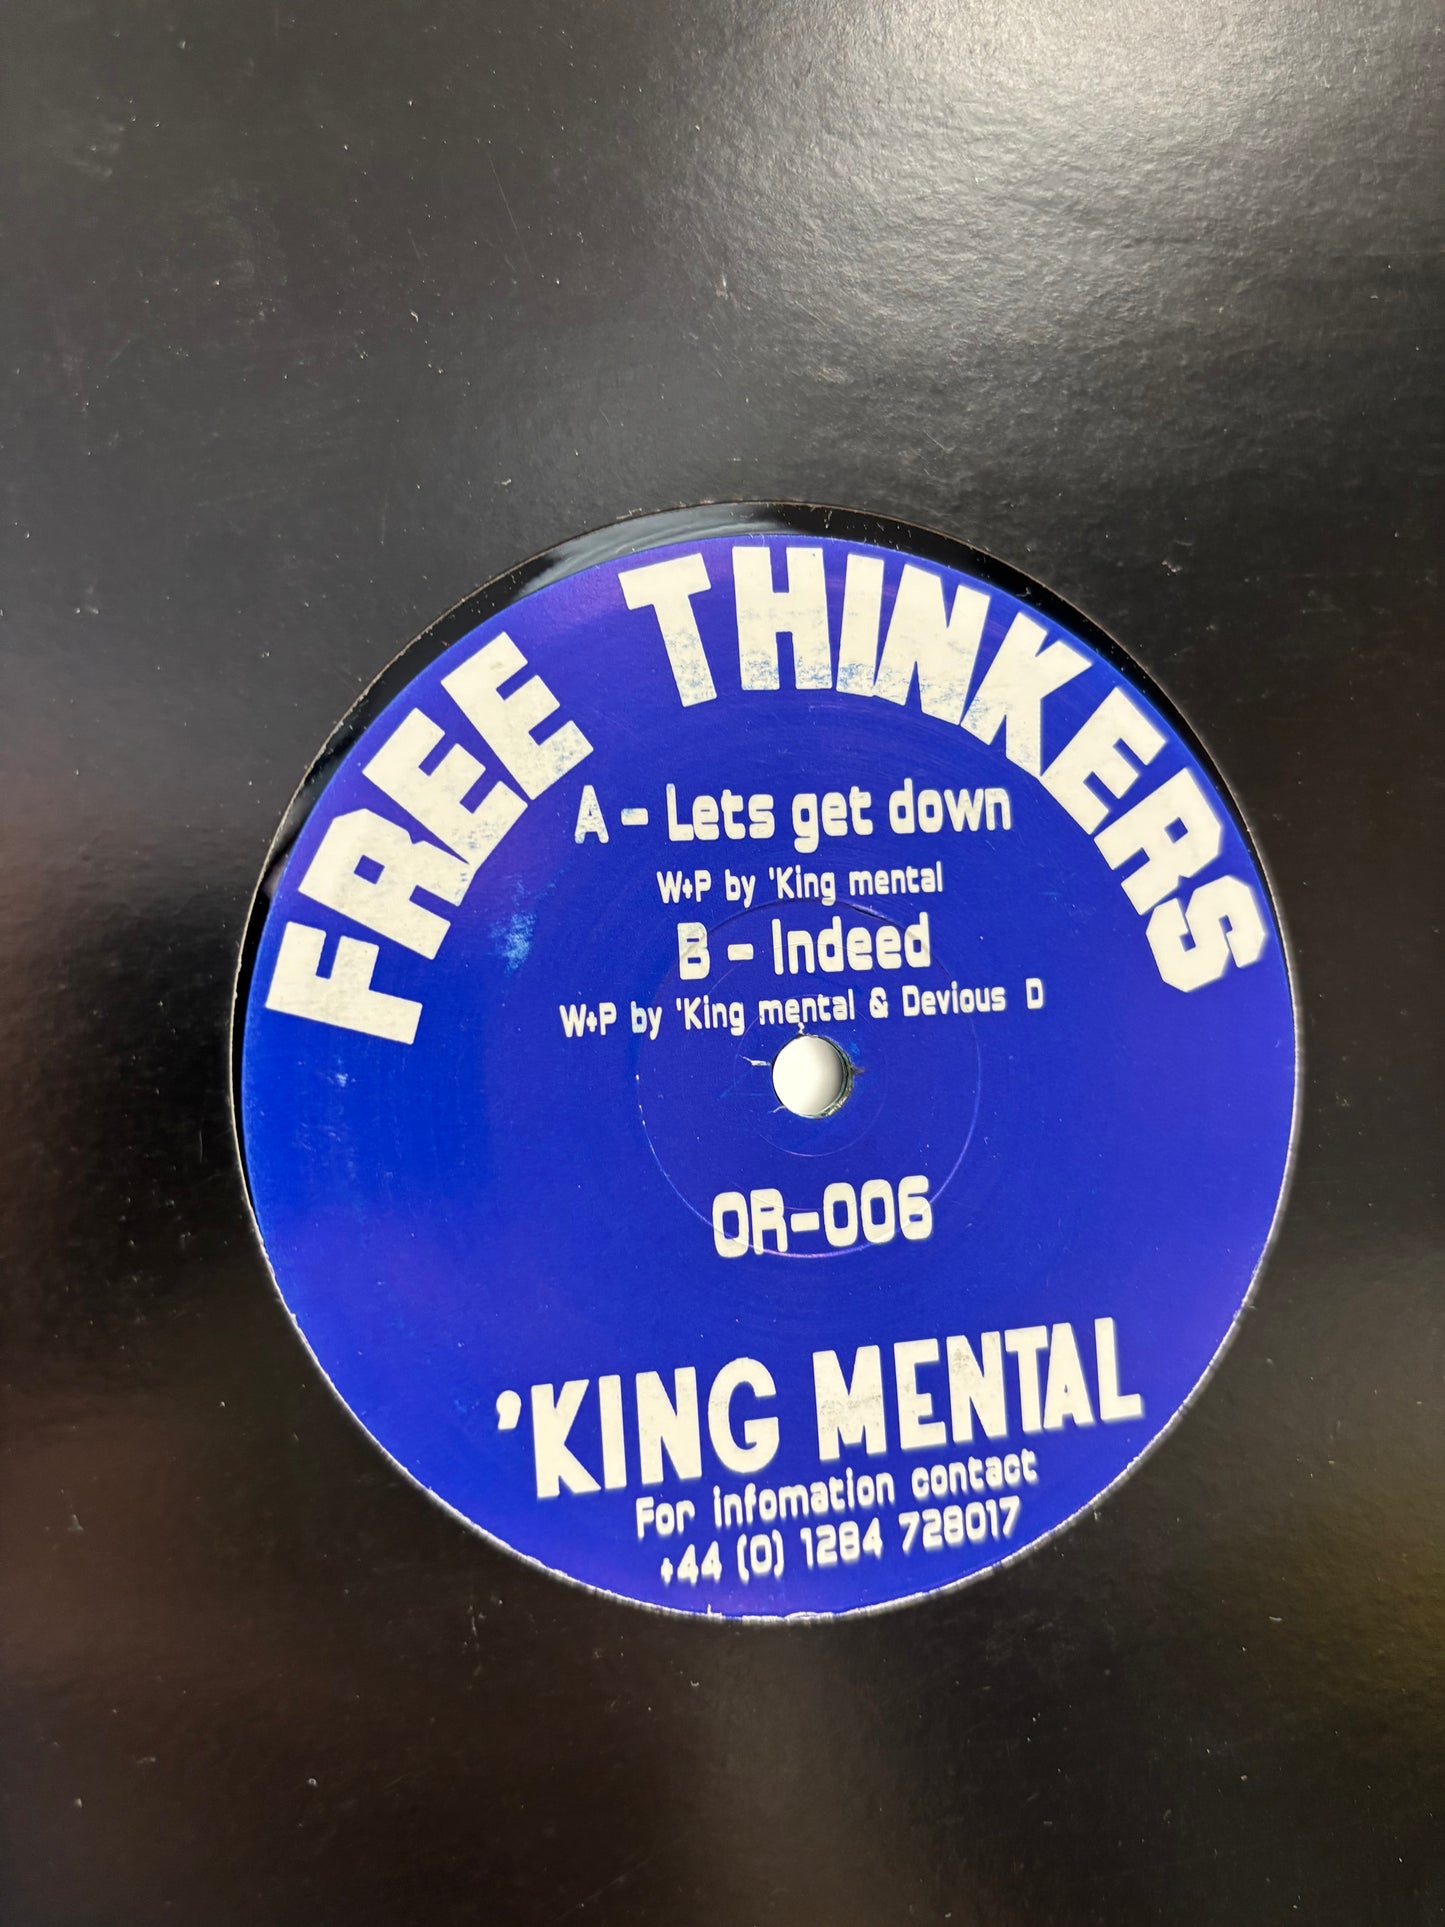 FREE THINKERS
A - Lets get down
W+P by 'King mental
B - Indeed
W+P by 'King mental & Devious D
OR-006
'KING MENTAL
For infomation contact
+44 (0) 1284 728017